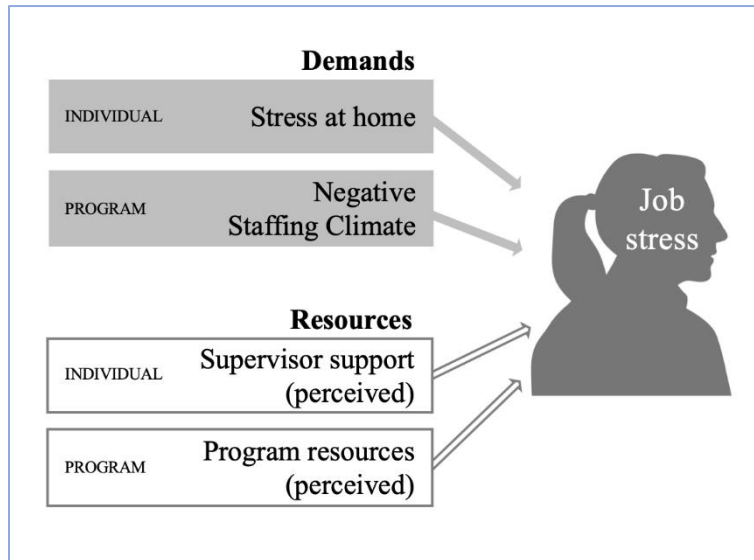 Demands
INDIVIDUAL Stress at home
PROGRAM Negative
Staffing Climate
Resources
INDIVIDUAL Supervisor support
(perceived)
PROGRAM Program resources
(perceived)
Job
stress